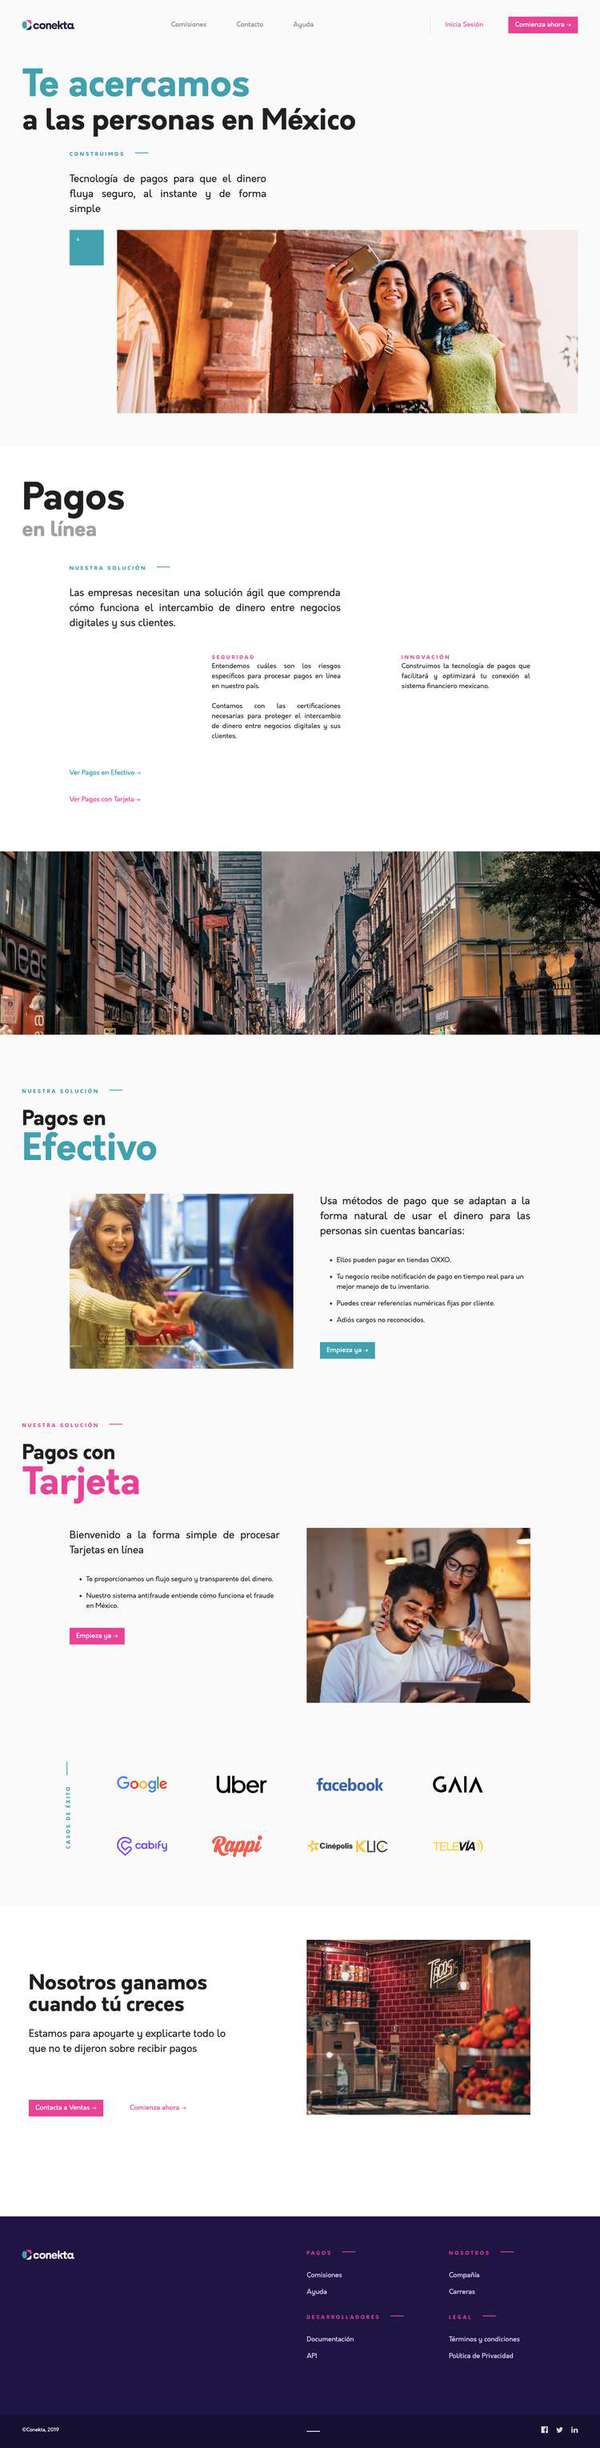 conekta
Comisiones
Contacto
Ayuda
Inicia Sesión
Comienza ahora →
Te acercamos
a las personas en México
CONSTRUIMOS
Tecnología de pagos para que el dinero
fluya seguro, al instante y de forma
simple
+
Pagos
en línea
NUESTRA SOLUCIÓN
Las empresas necesitan una solución ágil que comprenda
cómo funciona el intercambio de dinero entre negocios
digitales y sus clientes.
SEGURIDAD
Entendemos cuáles son los riesgos
específicos para procesar pagos en línea
en nuestro país.
Contamos con las certificaciones
necesarias para proteger el intercambio
de dinero entre negocios digitales y sus
clientes.
INNOVACIÓN
Construimos la tecnología de pagos que
facilitará y optimizará tu conexión al
sistema financiero mexicano.
Ver Pagos en Efectivo →
Ver Pagos con Tarjeta →
NUESTRA SOLUCIÓN
Pagos en
Efectivo
Usa métodos de pago que se adaptan a la
forma natural de usar el dinero para las
personas sin cuentas bancarias:
• Ellos pueden pagar en tiendas OXXO.
• Tu negocio recibe notificación de pago en tiempo real para un
mejor manejo de tu inventario.
• Puedes crear referencias numéricas fijas por cliente.
• Adiós cargos no reconocidos.
Empieza ya →
NUESTRA SOLUCIÓN
Pagos con
Tarjeta
Bienvenido a la forma simple de procesar
Tarjetas en línea
• Te proporcionamos un flujo seguro y transparente del dinero.
• Nuestro sistema antifraude entiende cómo funciona el fraude
en México.
Empieza ya →
CASOS DE ÉXITO
Google
Uber
facebook
GAIA
cabify
Rappi
Cinépolis KLIC
TELEVÍA
Nosotros ganamos
cuando tú creces
Estamos para apoyarte y explicarte todo lo
que no te dijeron sobre recibir pagos
Contacta a Ventas →
Comienza ahora →
TACOS
conekta
PAGOS
Comisiones
Ayuda
NOSOTROS
Compañía
Carreras
DESARROLLADORES
Documentación
API
LEGAL
Términos y condiciones
Política de Privacidad
©Conekta, 2019